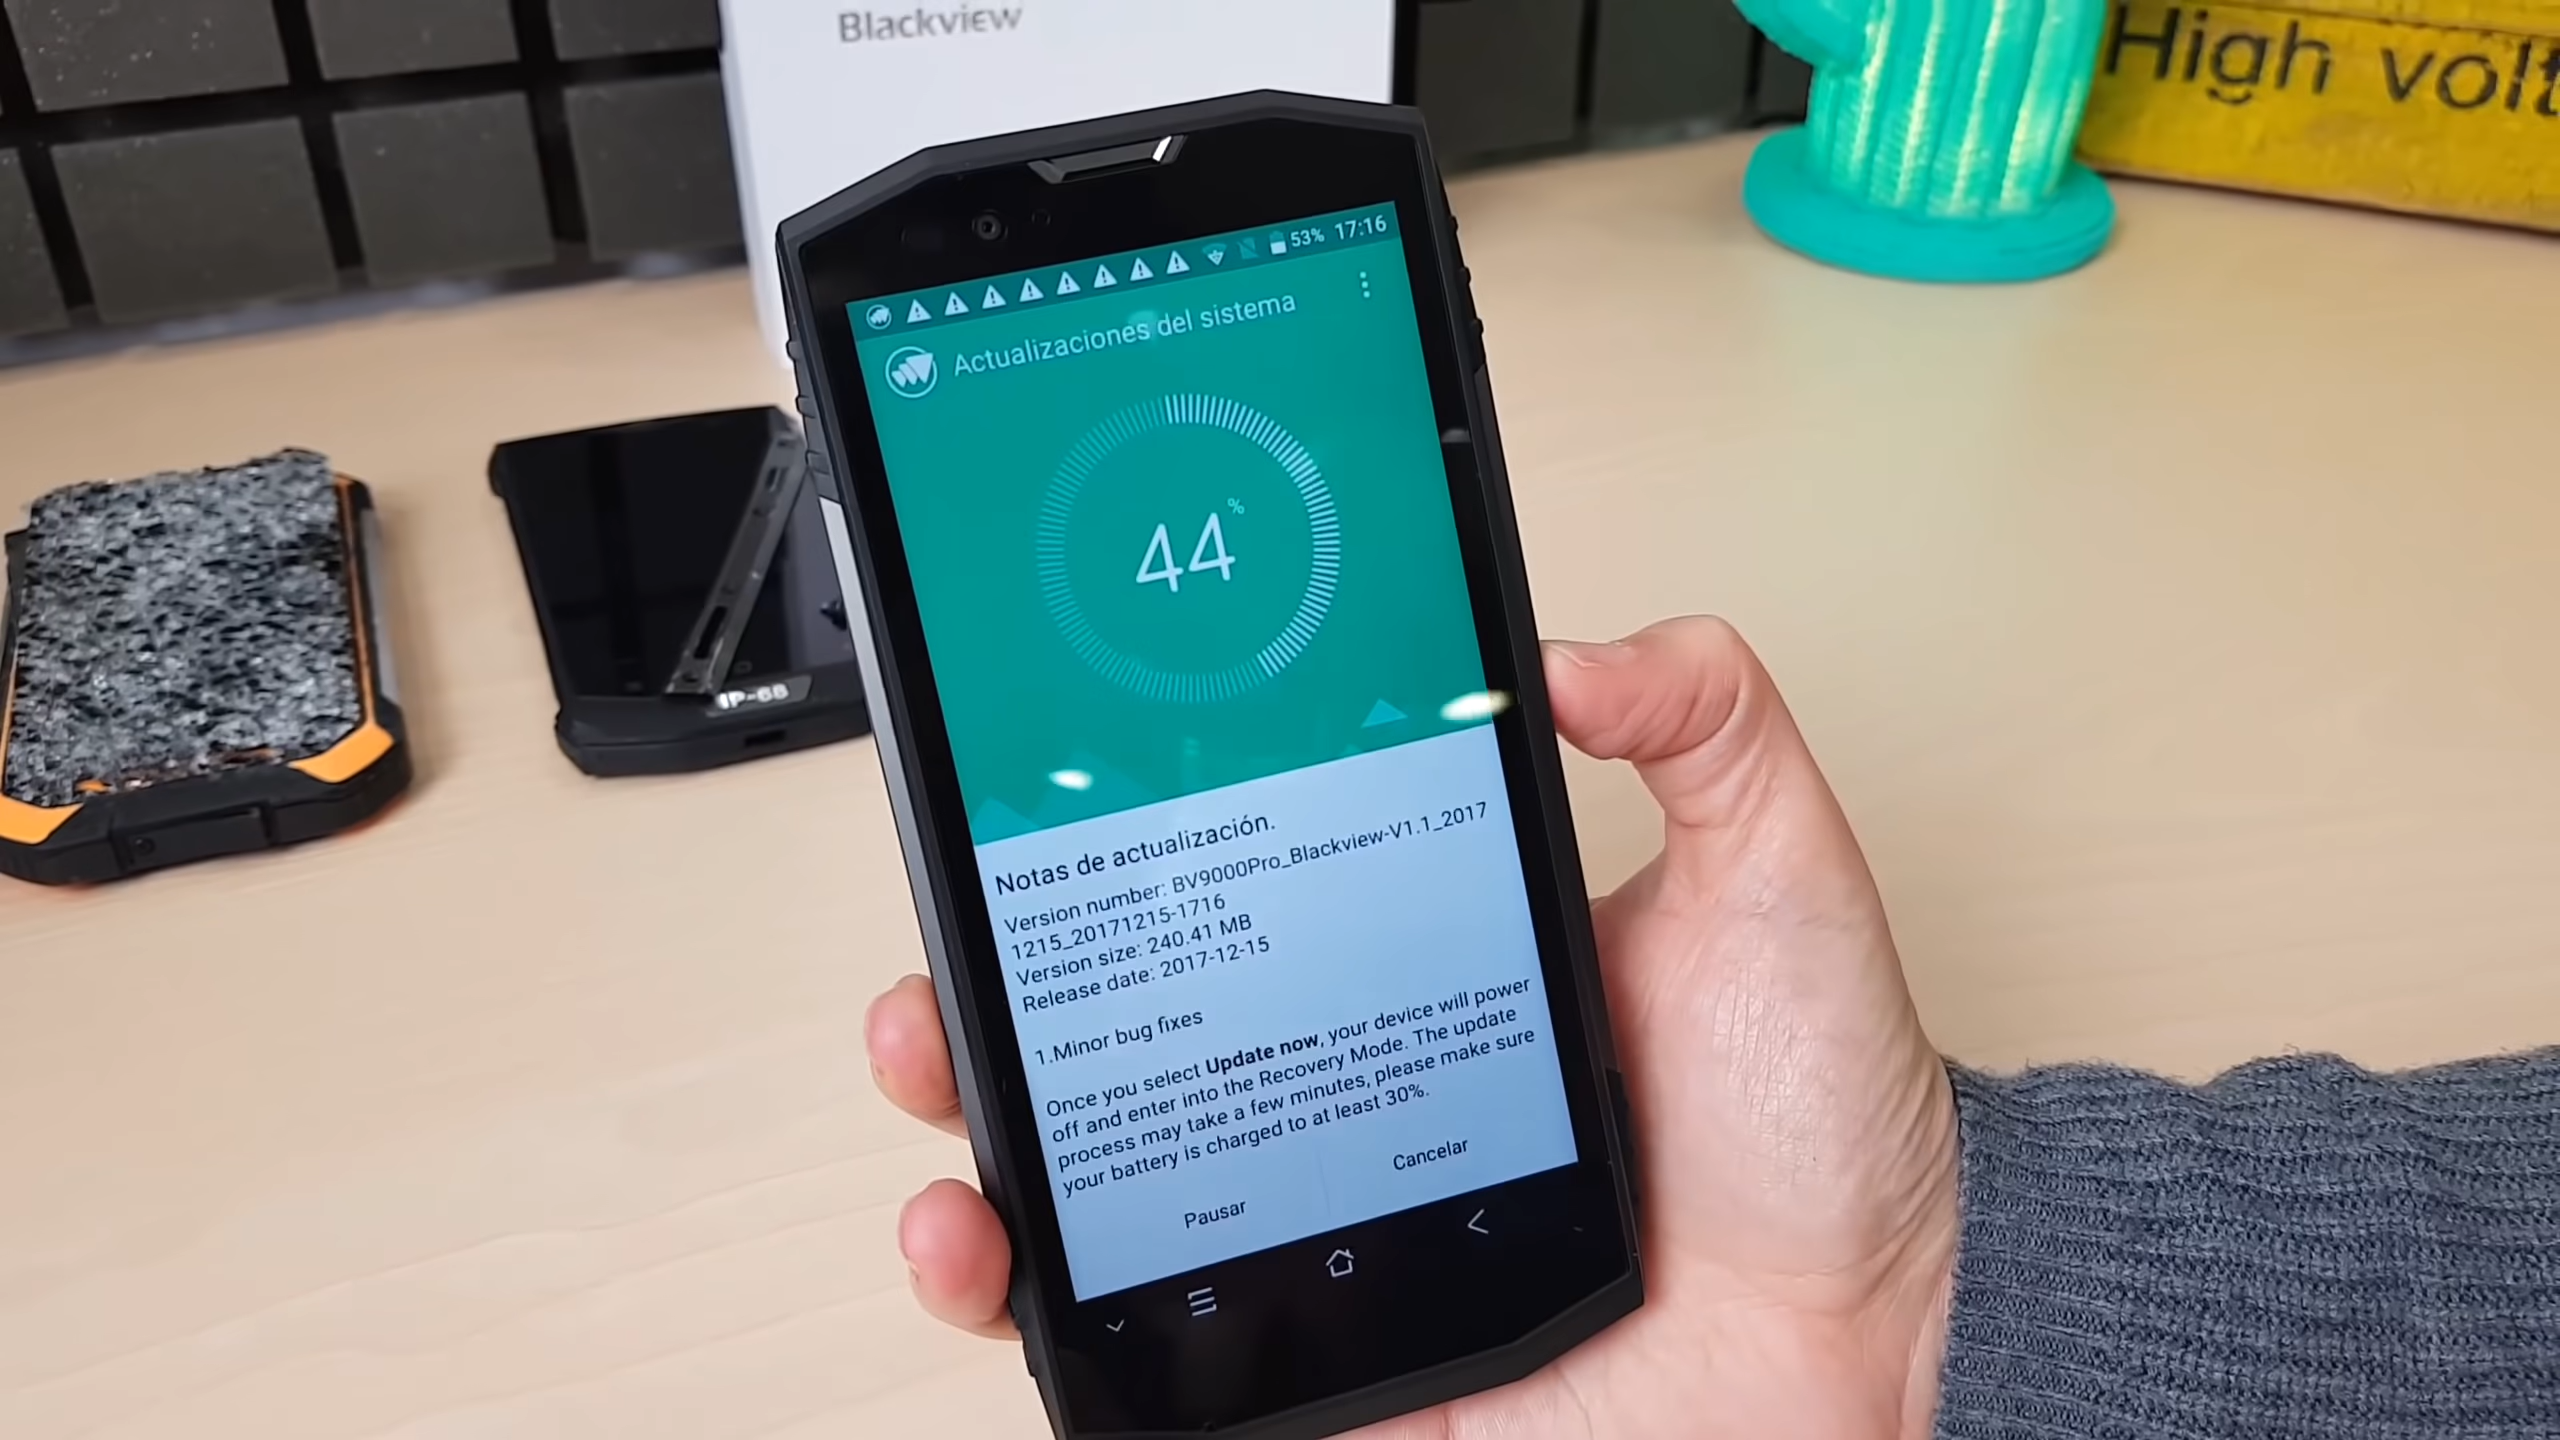 Blackview
High volt
53% 17:16
Actualizaciones del sistema
44%
IP-68
Notas de actualización.
Version number: BV9000Pro_Blackview-V1.1_2017
1215_20171215-1716
Version size: 240.41 MB
Release date: 2017-12-15
1.Minor bug fixes
Once you select Update now, your device will power
off and enter into the Recovery Mode. The update
process may take a few minutes, please make sure
your battery is charged to at least 30%.
Pausar
Cancelar